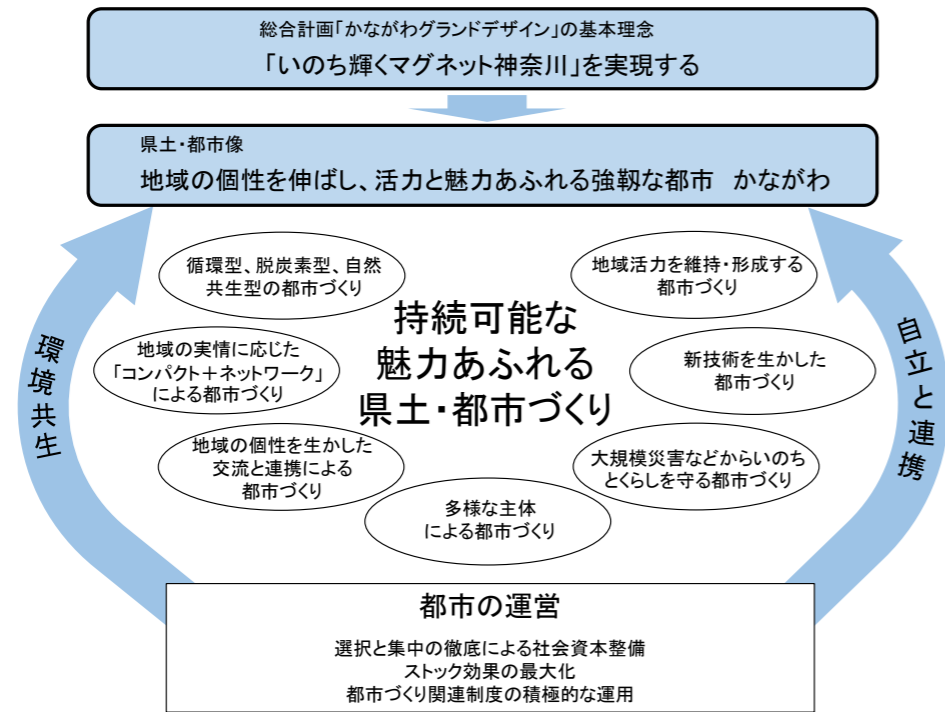 総合計画「かながわグランドデザイン」の基本理念
「いのち輝くマグネット神奈川」を実現する
県土・都市像
地域の個性を伸ばし、活力と魅力あふれる強靱な都市　かながわ
循環型、脱炭素型、自然
共生型の都市づくり
地域活力を維持・形成する
都市づくり
持続可能な
魅力あふれる
県土・都市づくり
地域の実情に応じた
「コンパクト＋ネットワーク」
による都市づくり
新技術を生かした
都市づくり
地域の個性を生かした
交流と連携による
都市づくり
大規模災害などからいのち
とくらしを守る都市づくり
多様な主体
による都市づくり
環境共生
自立と連携
都市の運営
選択と集中の徹底による社会資本整備
ストック効果の最大化
都市づくり関連制度の積極的な運用